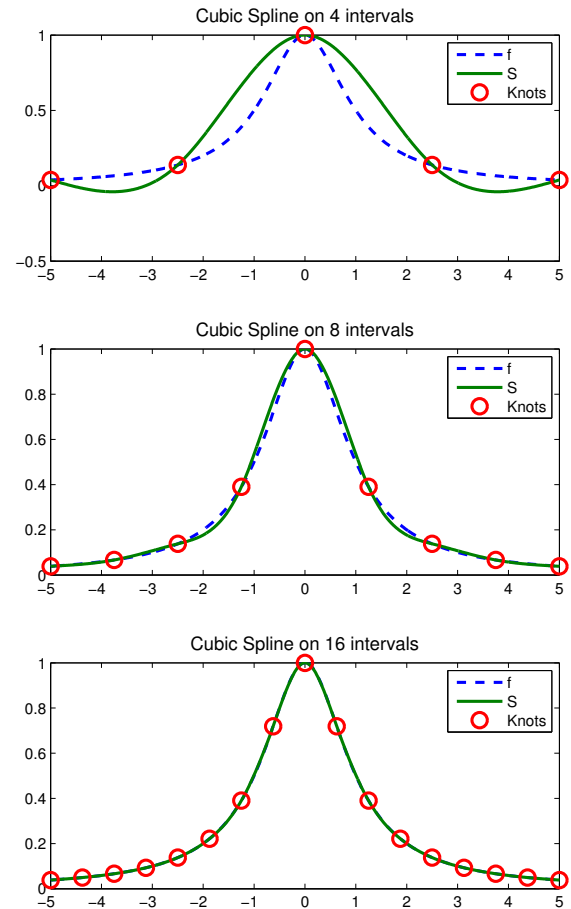 Cubic Spline on 4 intervals
1
0.5
0
−0.5
−5 −4 −3 −2 −1 0 1 2 3 4 5
f
S
Knots
Cubic Spline on 8 intervals
1
0.8
0.6
0.4
0.2
0
−5 −4 −3 −2 −1 0 1 2 3 4 5
f
S
Knots
Cubic Spline on 16 intervals
1
0.8
0.6
0.4
0.2
0
−5 −4 −3 −2 −1 0 1 2 3 4 5
f
S
Knots